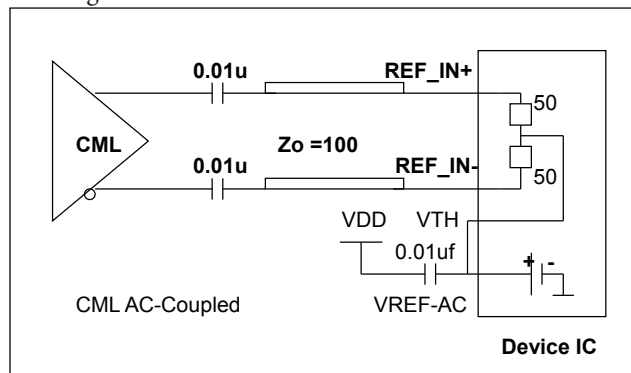 0.01u
REF_IN+
50
CML
Zo =100
0.01u
REF_IN-
50
VDD
VTH
0.01uf
+ -
CML AC-Coupled
VREF-AC
Device IC